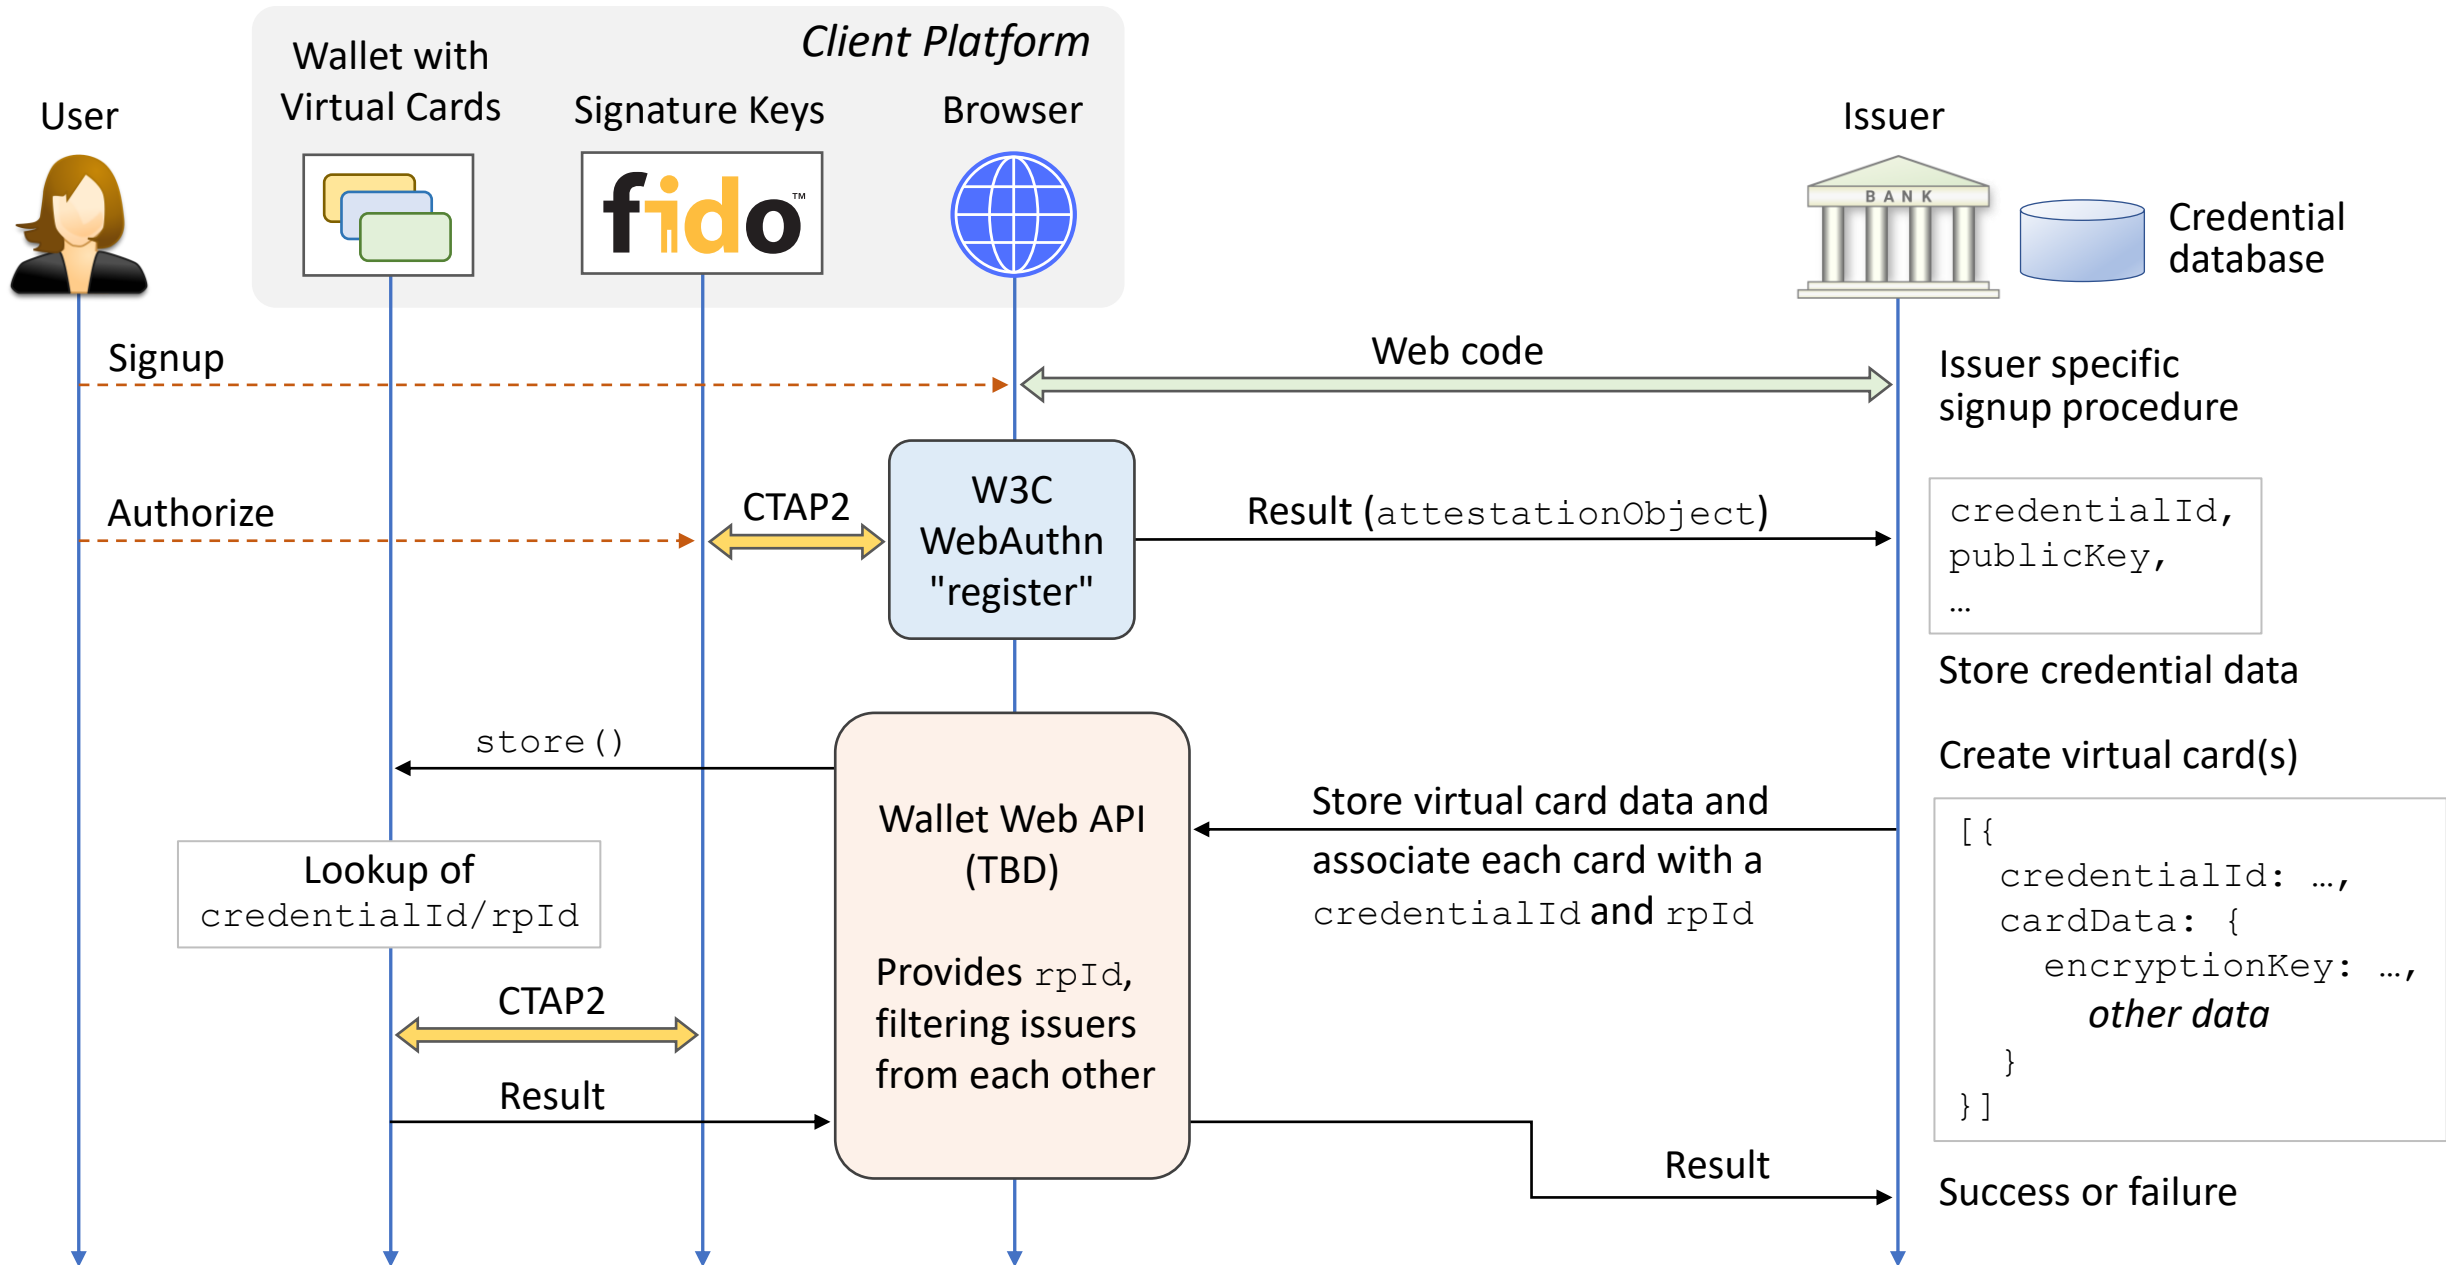 Client Platform
User
Wallet with
Virtual Cards
Signature Keys
Browser
Issuer
fido™
BANK
Credential
database
Signup
Web code
Issuer specific
signup procedure
Authorize
CTAP2
W3C
WebAuthn
"register"
Result (attestationObject)
credentialId,
publicKey,
…
Store credential data
store()
Create virtual card(s)
Wallet Web API
(TBD)
Provides rpId,
filtering issuers
from each other
Store virtual card data and
associate each card with a
credentialId and rpId
[{
credentialId: …,
cardData: {
encryptionKey: …,
other data
}
}]
Lookup of
credentialId/rpId
CTAP2
Result
Result
Success or failure